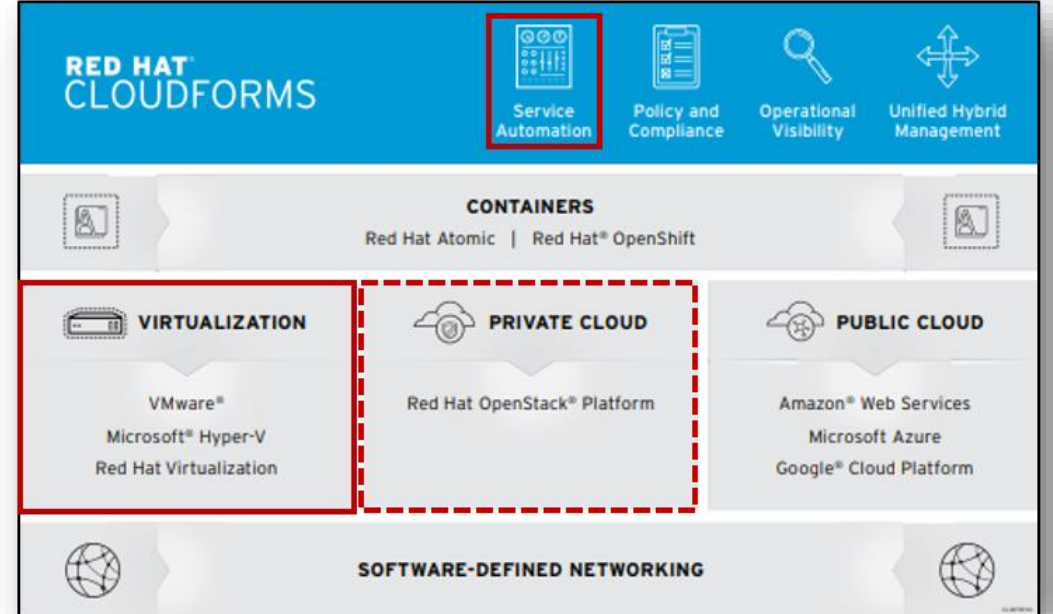 RED HAT®
CLOUDFORMS
Service
Automation
Policy and
Compliance
Operational
Visibility
Unified Hybrid
Management
CONTAINERS
Red Hat Atomic | Red Hat® OpenShift
VIRTUALIZATION
VMware®
Microsoft® Hyper-V
Red Hat Virtualization
PRIVATE CLOUD
Red Hat OpenStack® Platform
PUBLIC CLOUD
Amazon® Web Services
Microsoft Azure
Google® Cloud Platform
SOFTWARE-DEFINED NETWORKING